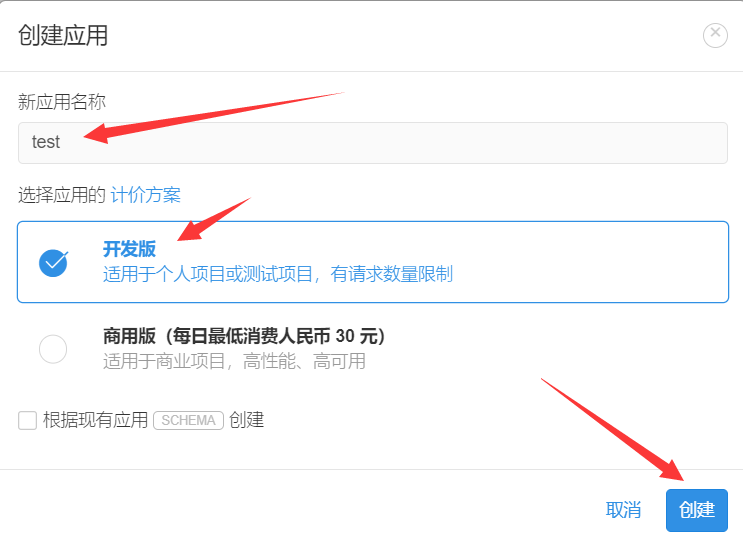 创建应用
新应用名称
test
选择应用的 计价方案
开发版
适用于个人项目或测试项目，有请求数量限制
商用版（每日最低消费人民币 30 元）
适用于商业项目，高性能、高可用
根据现有应用 SCHEMA 创建
取消 创建